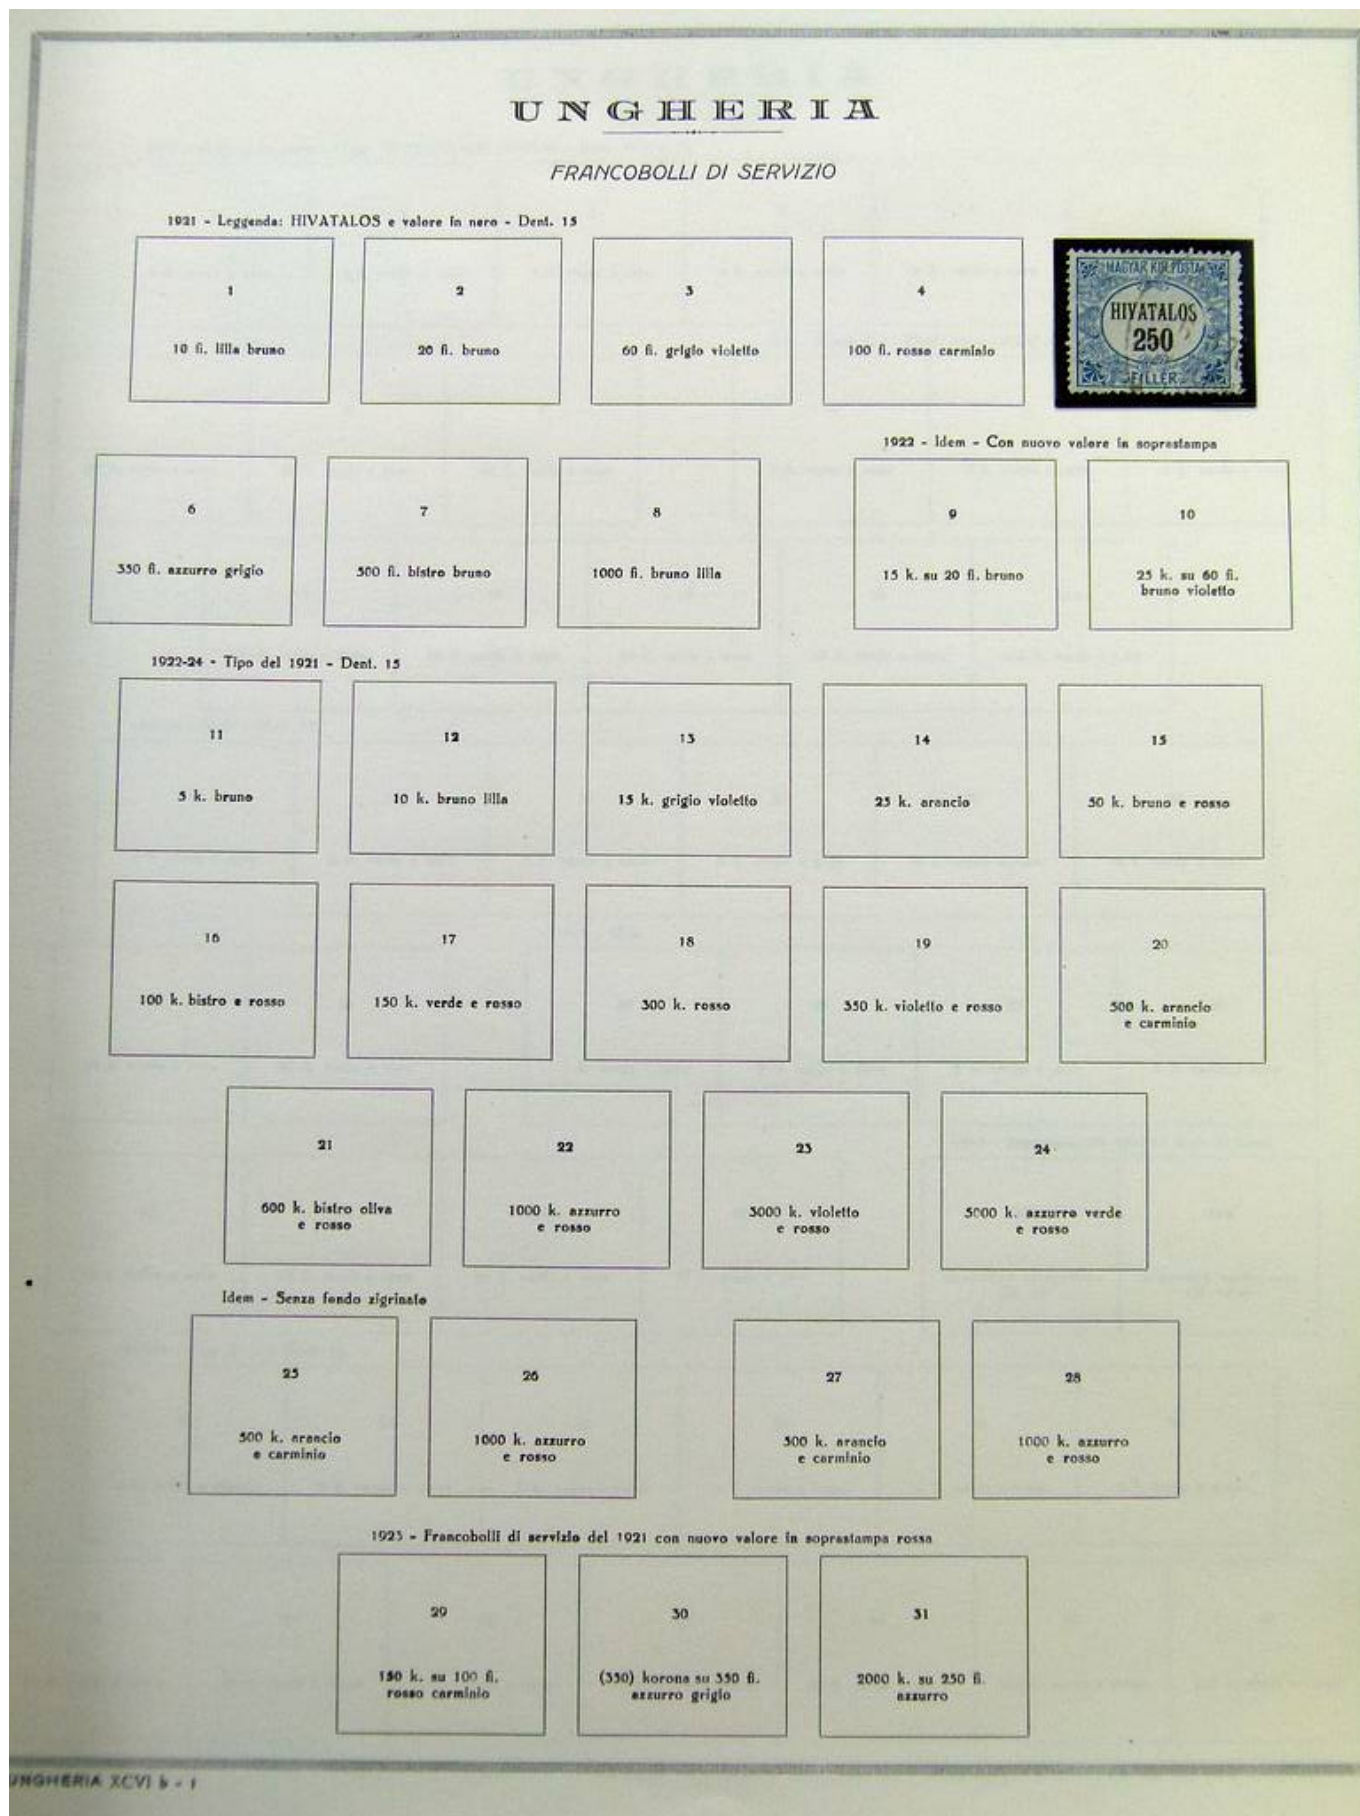 UNGHERIA
FRANCOBOLLI DI SERVIZIO
1921 - Leggenda: HIVATALOS e valore in nero - Dent. 15
1
10 fi. lilla bruno
2
20 fi. bruno
3
60 fi. grigio violetto
4
100 fi. rosso carminio
MAGYAR KIR. POSTA
HIVATALOS
250
FILLÉR
6
350 fi. azzurro grigio
7
500 fi. bistro bruno
8
1000 fi. bruno lilla
1922 - Idem - Con nuovo valore in soprastampa
9
15 k. su 20 fi. bruno
10
25 k. su 60 fi.
bruno violetto
1922-24 - Tipo del 1921 - Dent. 15
11
5 k. bruno
12
10 k. bruno lilla
13
15 k. grigio violetto
14
25 k. arancio
15
50 k. bruno e rosso
16
100 k. bistro e rosso
17
150 k. verde e rosso
18
300 k. rosso
19
350 k. violetto e rosso
20
500 k. arancio
e carminio
21
600 k. bistro oliva
e rosso
22
1000 k. azzurro
e rosso
23
3000 k. violetto
e rosso
24
5000 k. azzurro verde
e rosso
Idem - Senza fondo zigrinato
25
500 k. arancio
e carminio
26
1000 k. azzurro
e rosso
27
500 k. arancio
e carminio
28
1000 k. azzurro
e rosso
1923 - Francobolli di servizio del 1921 con nuovo valore in soprastampa rossa
29
150 k. su 100 fi.
rosso carminio
30
(350) korona su 350 fi.
azzurro grigio
31
2000 k. su 250 fi.
azzurro
UNGHERIA XCVI b - 1